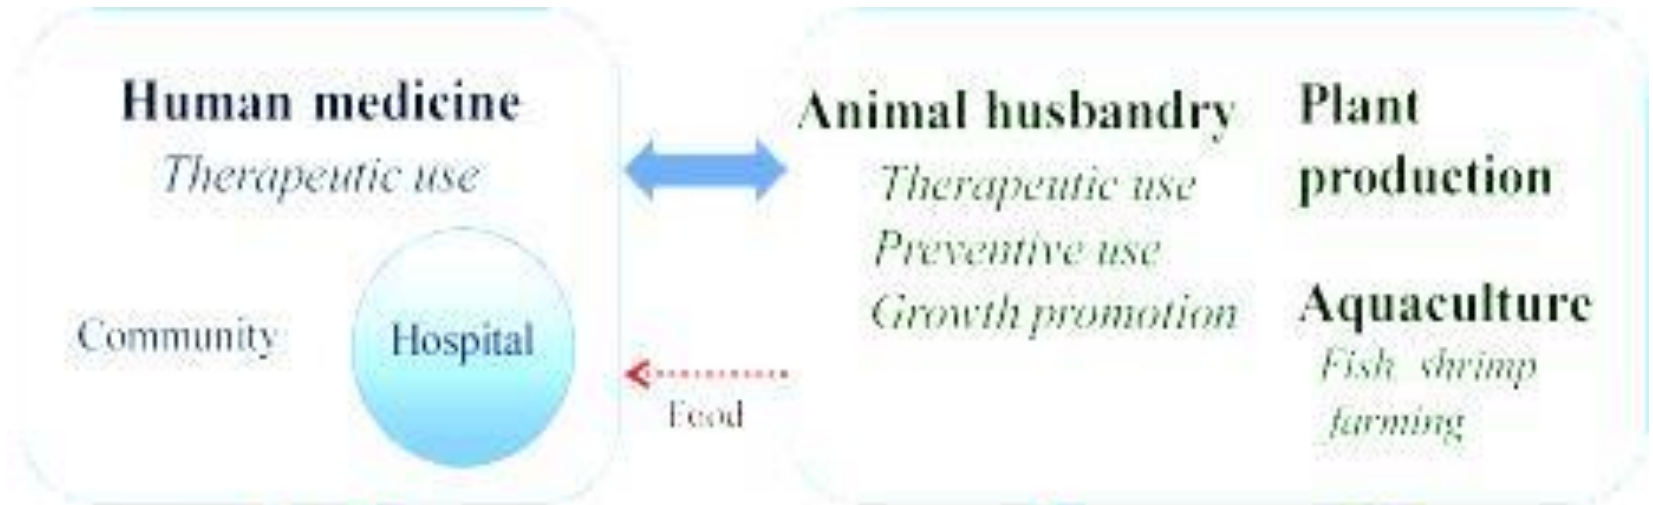 Human medicine
Therapeutic use
Community
Hospital
Food
Animal husbandry
Therapeutic use
Preventive use
Growth promotion
Plant
production
Aquaculture
Fish shrimp
farming